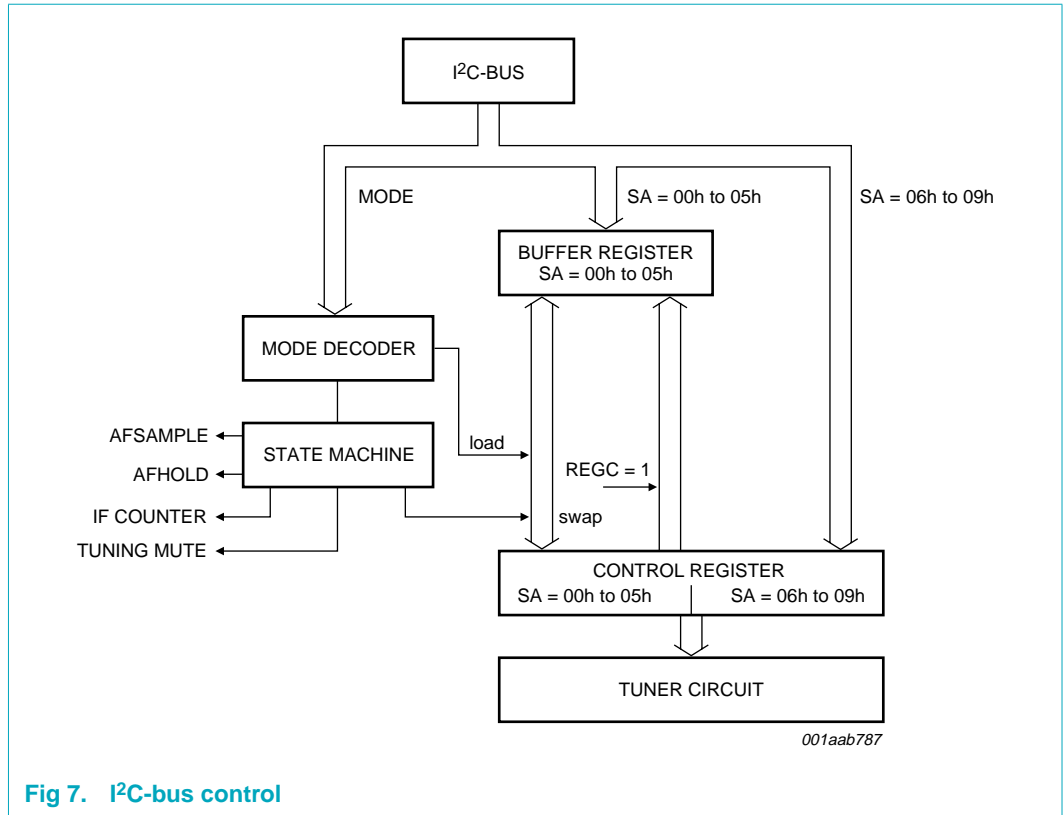 I²C-BUS
MODE
SA = 00h to 05h
SA = 06h to 09h
BUFFER REGISTER
SA = 00h to 05h
MODE DECODER
AFSAMPLE
load
STATE MACHINE
AFHOLD
REGC = 1
IF COUNTER
swap
TUNING MUTE
CONTROL REGISTER
SA = 00h to 05h
SA = 06h to 09h
TUNER CIRCUIT
001aab787
Fig 7. I²C-bus control